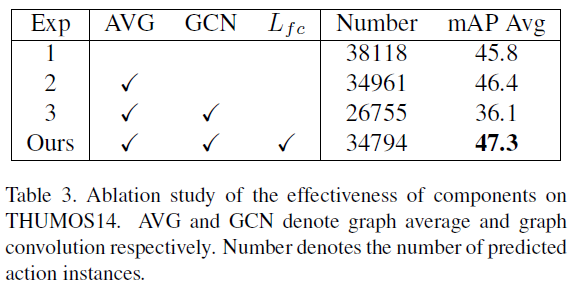 Exp AVG GCN L_fc Number mAP Avg
1 38118 45.8
2 ✓ 34961 46.4
3 ✓ ✓ 26755 36.1
Ours ✓ ✓ ✓ 34794 47.3
Table 3. Ablation study of the effectiveness of components on
THUMOS14. AVG and GCN denote graph average and graph
convolution respectively. Number denotes the number of predicted
action instances.